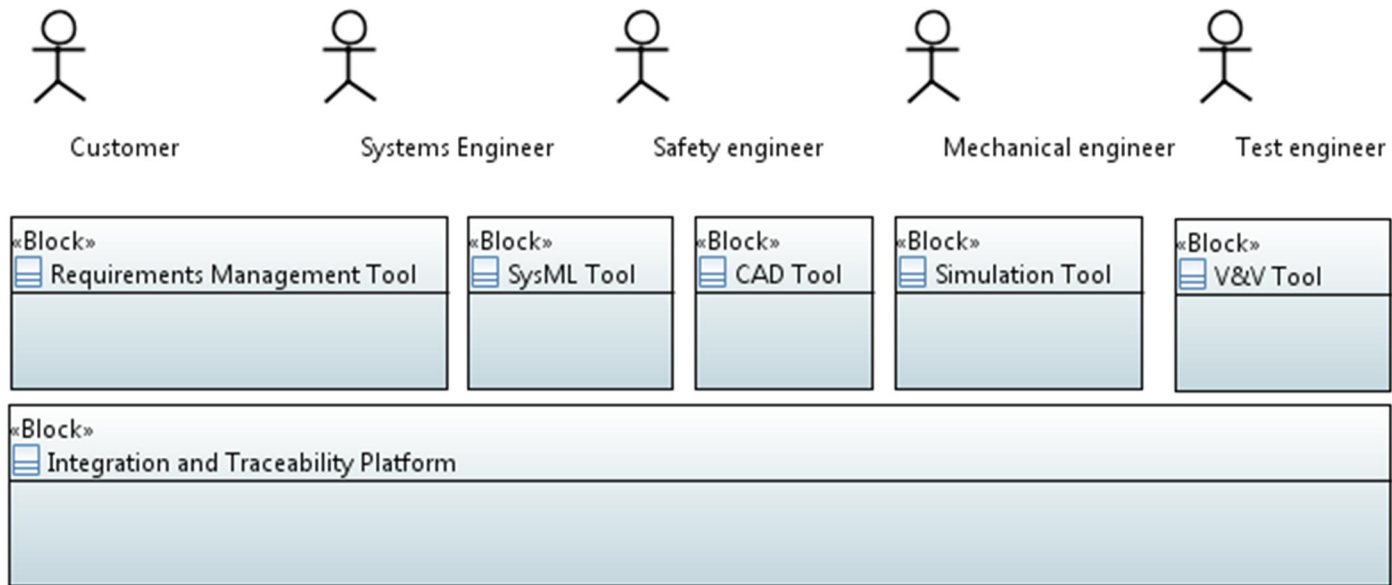 Customer
Systems Engineer
Safety engineer
Mechanical engineer
Test engineer
«Block»
Requirements Management Tool
«Block»
SysML Tool
«Block»
CAD Tool
«Block»
Simulation Tool
«Block»
V&V Tool
«Block»
Integration and Traceability Platform